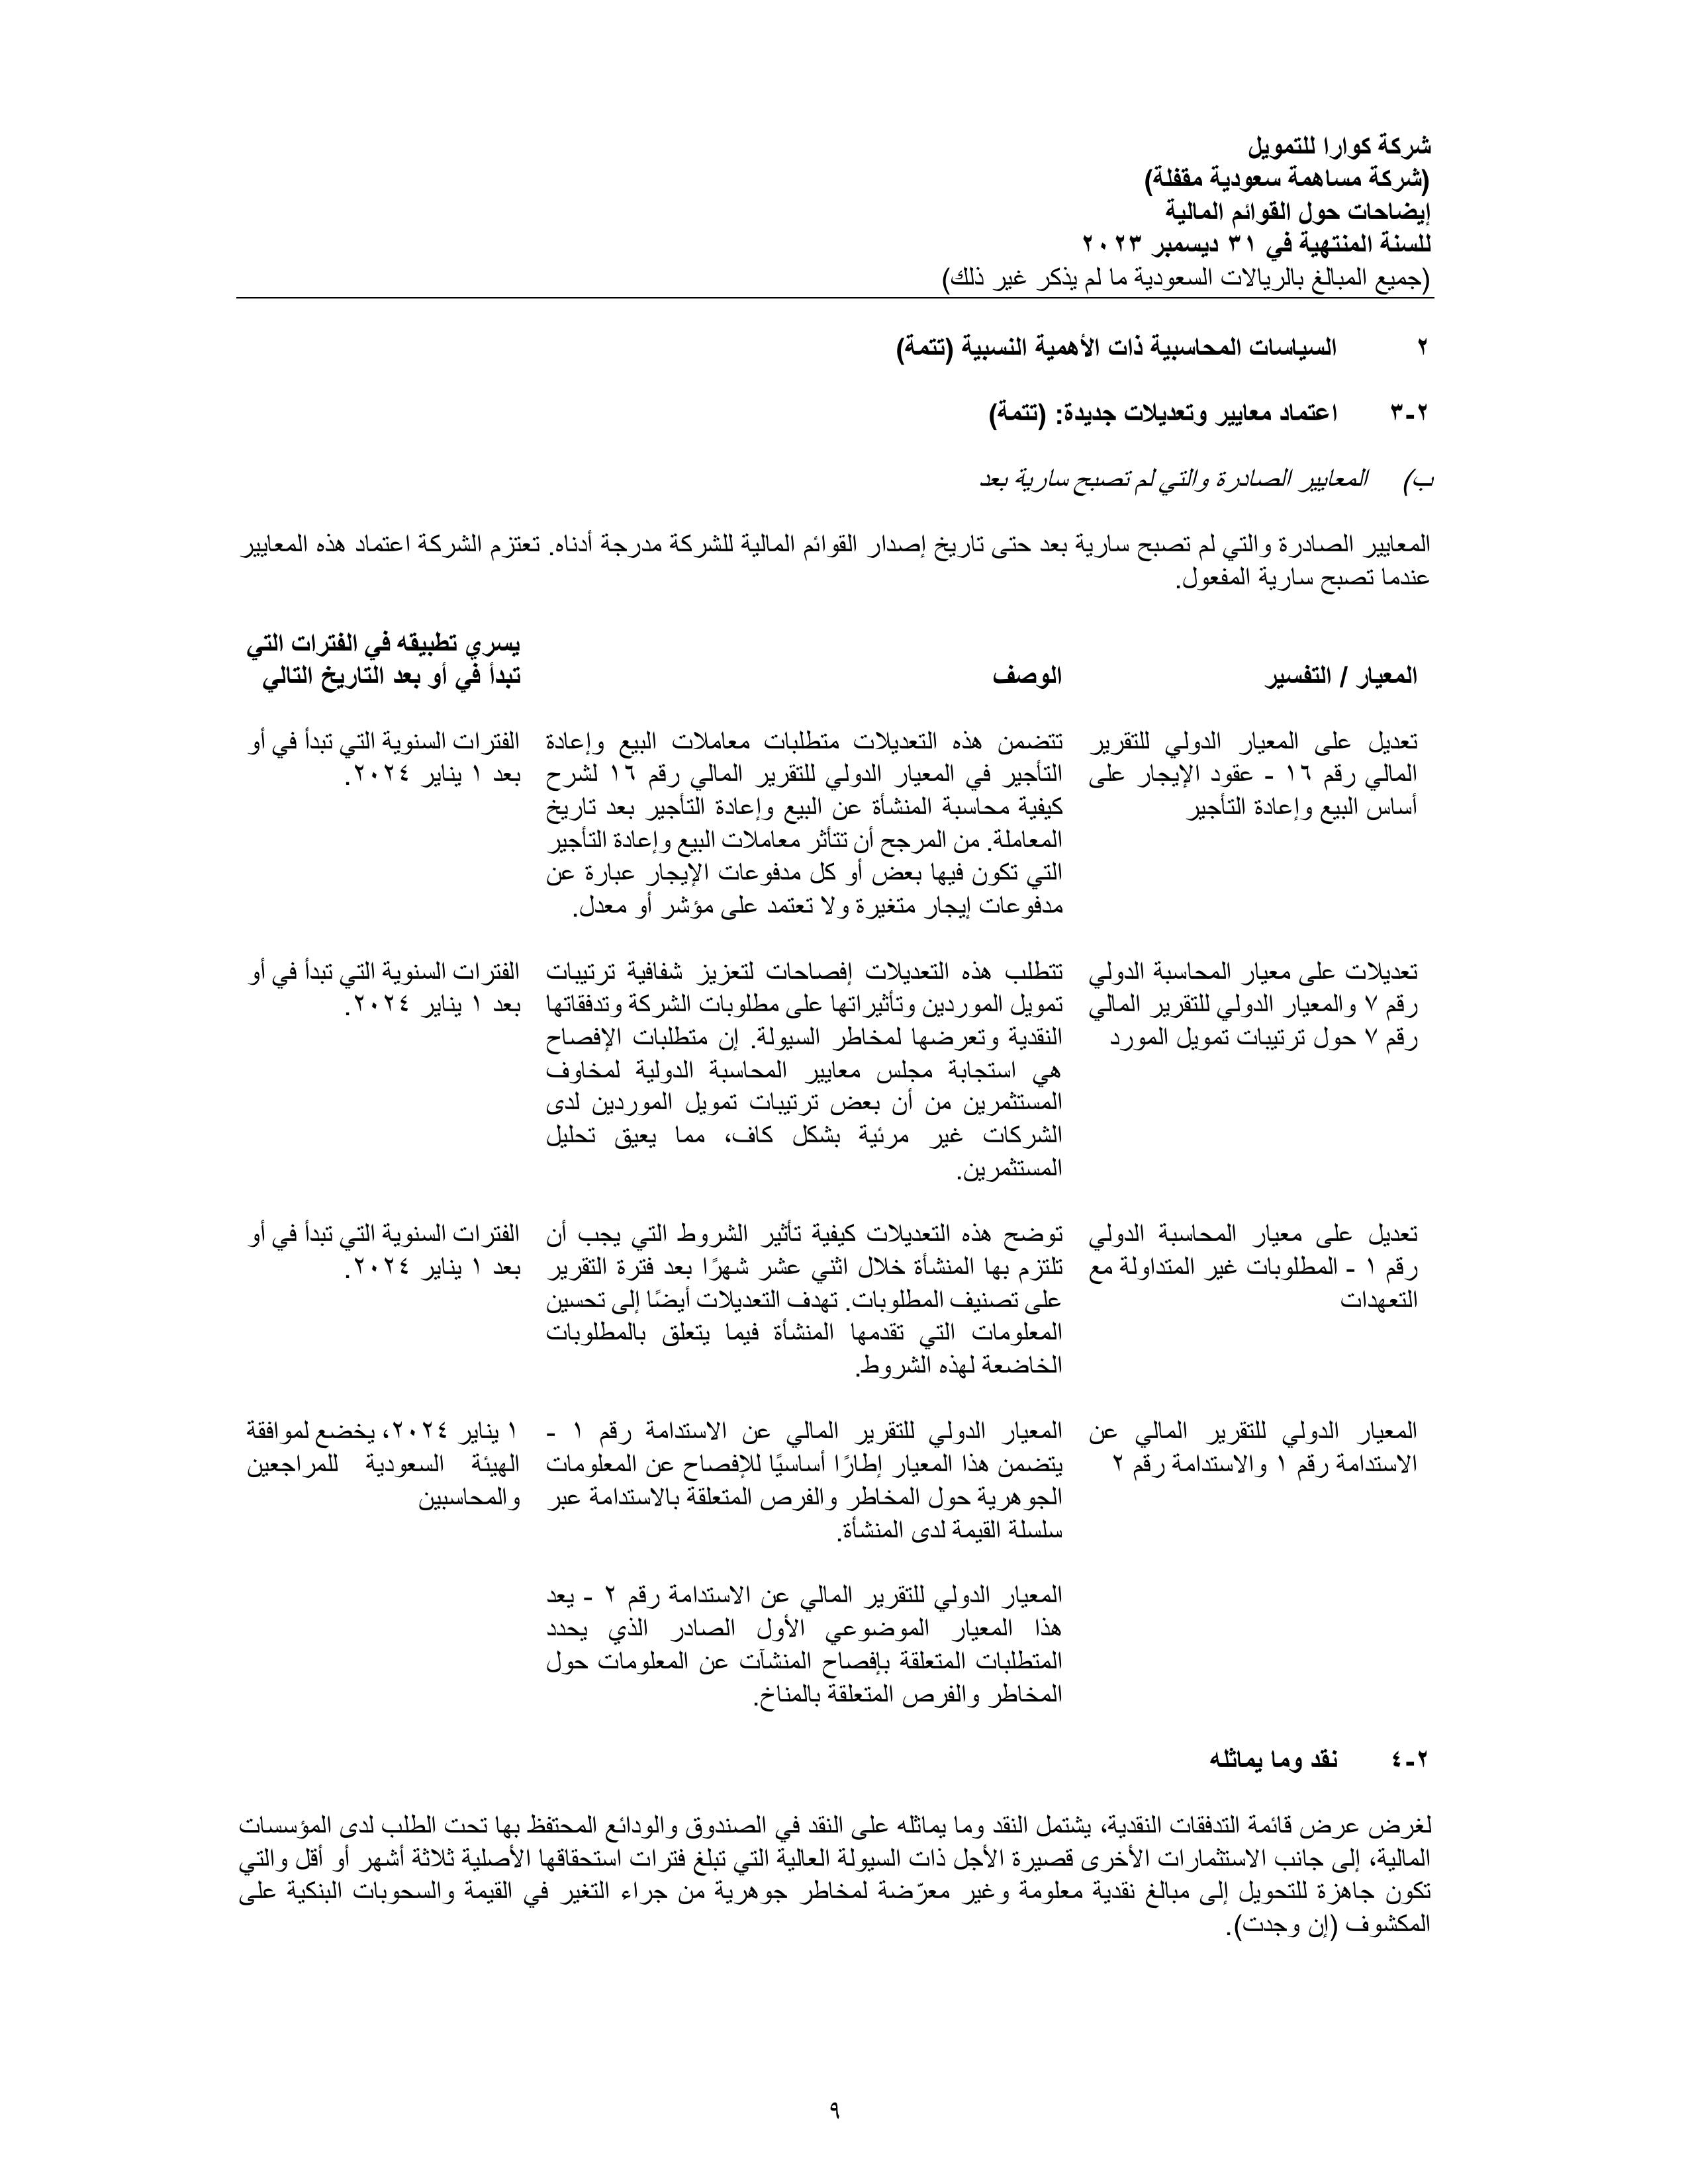 شركة كوارا للتمويل
(شركة مساهمة سعودية مقفلة)
إيضاحات حول القوائم المالية
للسنة المنتهية في ٣١ ديسمبر ٢٠٢٣
(جميع المبالغ بالريالات السعودية ما لم يذكر غير ذلك)
٢ السياسات المحاسبية ذات الأهمية النسبية (تتمة)
٢-٣ اعتماد معايير وتعديلات جديدة: (تتمة)
ب) المعايير الصادرة والتي لم تصبح سارية بعد
المعايير الصادرة والتي لم تصبح سارية بعد حتى تاريخ إصدار القوائم المالية للشركة مدرجة أدناه. تعتزم الشركة اعتماد هذه المعايير
عندما تصبح سارية المفعول.
المعيار / التفسير
الوصف
يسري تطبيقه في الفترات التي
تبدأ في أو بعد التاريخ التالي
تعديل على المعيار الدولي للتقرير
المالي رقم ١٦ - عقود الإيجار على
أساس البيع وإعادة التأجير
تتضمن هذه التعديلات متطلبات معاملات البيع وإعادة
التأجير في المعيار الدولي للتقرير المالي رقم ١٦ لشرح
كيفية محاسبة المنشأة عن البيع وإعادة التأجير بعد تاريخ
المعاملة. من المرجح أن تتأثر معاملات البيع وإعادة التأجير
التي تكون فيها بعض أو كل مدفوعات الإيجار عبارة عن
مدفوعات إيجار متغيرة ولا تعتمد على مؤشر أو معدل.
الفترات السنوية التي تبدأ في أو
بعد ١ يناير ٢٠٢٤.
تعديلات على معيار المحاسبة الدولي
رقم ٧ والمعيار الدولي للتقرير المالي
رقم ٧ حول ترتيبات تمويل المورد
تتطلب هذه التعديلات إفصاحات لتعزيز شفافية ترتيبات
تمويل الموردين وتأثيراتها على مطلوبات الشركة وتدفقاتها
النقدية وتعرضها لمخاطر السيولة. إن متطلبات الإفصاح
هي استجابة مجلس معايير المحاسبة الدولية لمخاوف
المستثمرين من أن بعض ترتيبات تمويل الموردين لدى
الشركات غير مرئية بشكل كاف، مما يعيق تحليل
المستثمرين.
الفترات السنوية التي تبدأ في أو
بعد ١ يناير ٢٠٢٤.
تعديل على معيار المحاسبة الدولي
رقم ١ - المطلوبات غير المتداولة مع
التعهدات
توضح هذه التعديلات كيفية تأثير الشروط التي يجب أن
تلتزم بها المنشأة خلال اثني عشر شهرًا بعد فترة التقرير
على تصنيف المطلوبات. تهدف التعديلات أيضًا إلى تحسين
المعلومات التي تقدمها المنشأة فيما يتعلق بالمطلوبات
الخاضعة لهذه الشروط.
الفترات السنوية التي تبدأ في أو
بعد ١ يناير ٢٠٢٤.
المعيار الدولي للتقرير المالي عن
الاستدامة رقم ١ والاستدامة رقم ٢
المعيار الدولي للتقرير المالي عن الاستدامة رقم ١ -
يتضمن هذا المعيار إطارًا أساسيًا للإفصاح عن المعلومات
الجوهرية حول المخاطر والفرص المتعلقة بالاستدامة عبر
سلسلة القيمة لدى المنشأة.
١ يناير ٢٠٢٤، يخضع لموافقة
الهيئة السعودية للمراجعين
والمحاسبين
المعيار الدولي للتقرير المالي عن الاستدامة رقم ٢ - يعد
هذا المعيار الموضوعي الأول الصادر الذي يحدد
المتطلبات المتعلقة بإفصاح المنشآت عن المعلومات حول
المخاطر والفرص المتعلقة بالمناخ.
٢-٤ نقد وما يماثله
لغرض عرض قائمة التدفقات النقدية، يشتمل النقد وما يماثله على النقد في الصندوق والودائع المحتفظ بها تحت الطلب لدى المؤسسات
المالية، إلى جانب الاستثمارات الأخرى قصيرة الأجل ذات السيولة العالية التي تبلغ فترات استحقاقها الأصلية ثلاثة أشهر أو أقل والتي
تكون جاهزة للتحويل إلى مبالغ نقدية معلومة وغير معرّضة لمخاطر جوهرية من جراء التغير في القيمة والسحوبات البنكية على
المكشوف (إن وجدت).
٩